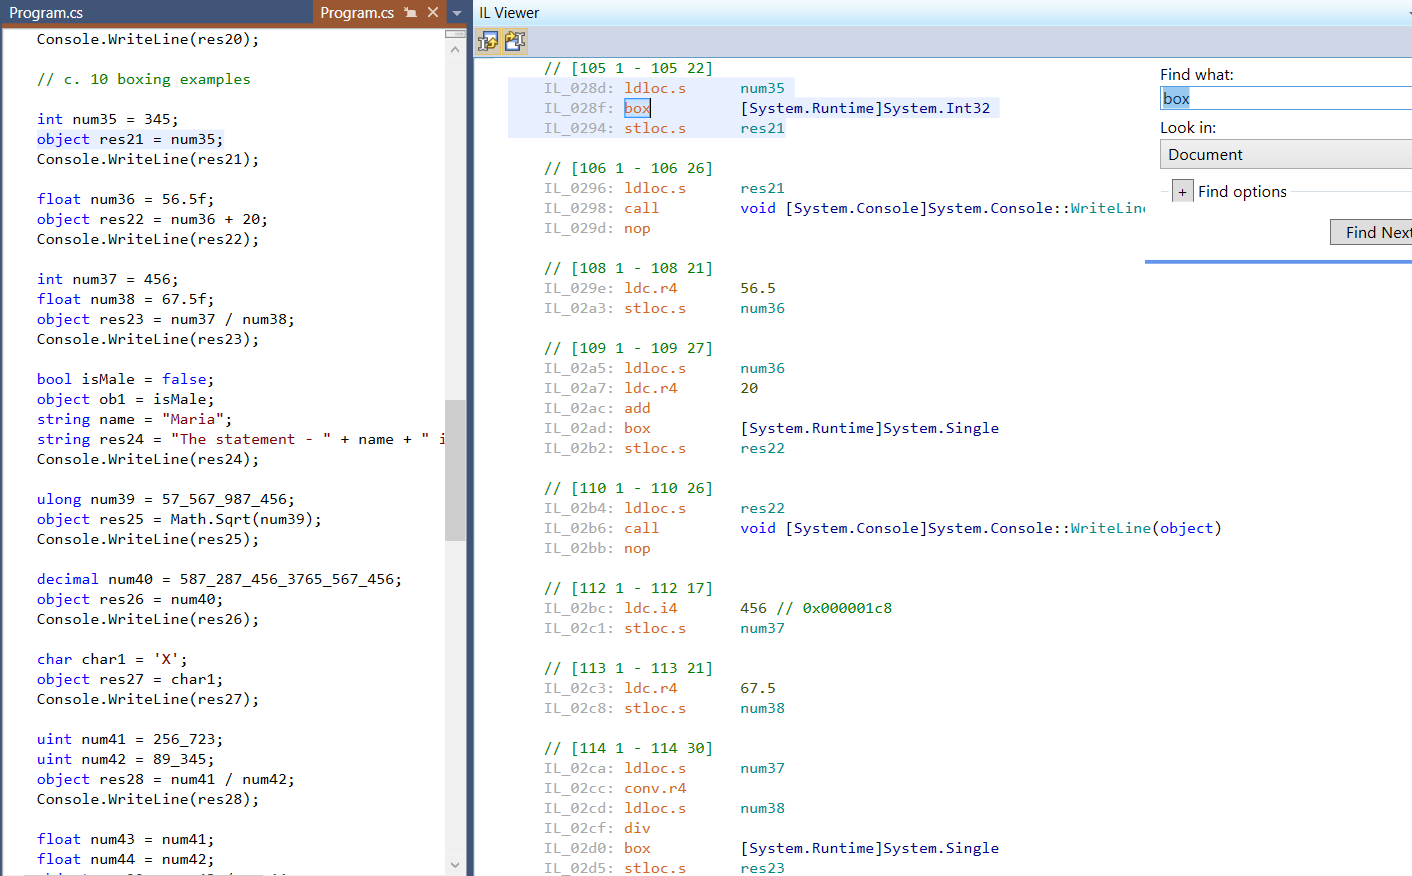 Program.cs
Program.cs
Console.WriteLine(res20);
// c. 10 boxing examples
int num35 = 345;
object res21 = num35;
Console.WriteLine(res21);
float num36 = 56.5f;
object res22 = num36 + 20;
Console.WriteLine(res22);
int num37 = 456;
float num38 = 67.5f;
object res23 = num37 / num38;
Console.WriteLine(res23);
bool isMale = false;
object ob1 = isMale;
string name = "Maria";
string res24 = "The statement - " + name + " i
Console.WriteLine(res24);
ulong num39 = 57_567_987_456;
object res25 = Math.Sqrt(num39);
Console.WriteLine(res25);
decimal num40 = 587_287_456_3765_567_456;
object res26 = num40;
Console.WriteLine(res26);
char char1 = 'X';
object res27 = char1;
Console.WriteLine(res27);
uint num41 = 256_723;
uint num42 = 89_345;
object res28 = num41 / num42;
Console.WriteLine(res28);
float num43 = num41;
float num44 = num42;
IL Viewer
// [105 1 - 105 22]
IL_028d: ldloc.s num35
IL_028f: box [System.Runtime]System.Int32
IL_0294: stloc.s res21
// [106 1 - 106 26]
IL_0296: ldloc.s res21
IL_0298: call void [System.Console]System.Console::WriteLine
IL_029d: nop
// [108 1 - 108 21]
IL_029e: ldc.r4 56.5
IL_02a3: stloc.s num36
// [109 1 - 109 27]
IL_02a5: ldloc.s num36
IL_02a7: ldc.r4 20
IL_02ac: add
IL_02ad: box [System.Runtime]System.Single
IL_02b2: stloc.s res22
// [110 1 - 110 26]
IL_02b4: ldloc.s res22
IL_02b6: call void [System.Console]System.Console::WriteLine(object)
IL_02bb: nop
// [112 1 - 112 17]
IL_02bc: ldc.i4 456 // 0x000001c8
IL_02c1: stloc.s num37
// [113 1 - 113 21]
IL_02c3: ldc.r4 67.5
IL_02c8: stloc.s num38
// [114 1 - 114 30]
IL_02ca: ldloc.s num37
IL_02cc: conv.r4
IL_02cd: ldloc.s num38
IL_02cf: div
IL_02d0: box [System.Runtime]System.Single
IL_02d5: stloc.s res23
Find what:
box
Look in:
Document
+ Find options
Find Next